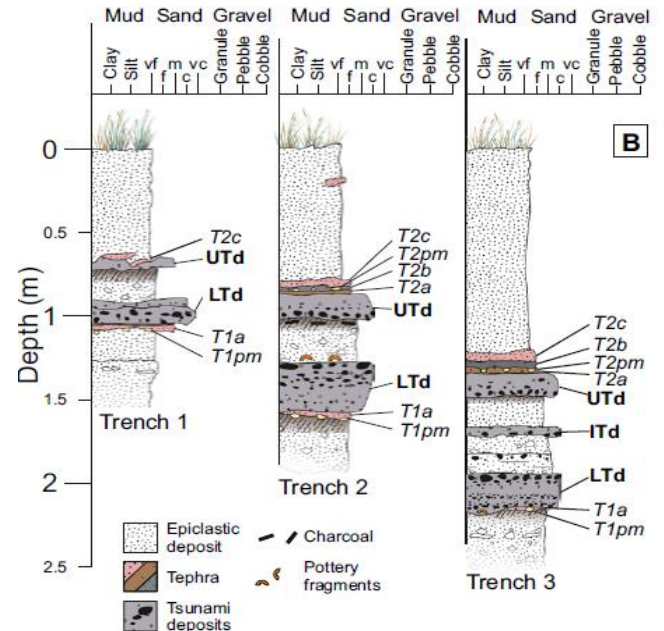 Mud Sand Gravel
Clay
Silt
vf
f
m
c
vc
Granule
Pebble
Cobble
Mud Sand Gravel
Clay
Silt
vf
f
m
c
vc
Granule
Pebble
Cobble
Mud Sand Gravel
Clay
Silt
vf
f
m
c
vc
Granule
Pebble
Cobble
B
Depth (m)
0
0.5
1
1.5
2
2.5
T2c
UTd
LTd
T1a
T1pm
Trench 1
T2c
T2pm
T2b
T2a
UTd
LTd
T1a
T1pm
Trench 2
T2c
T2b
T2pm
T2a
UTd
ITd
LTd
T1a
T1pm
Trench 3
Epiclastic
deposit
Tephra
Tsunami
deposits
Charcoal
Pottery
fragments